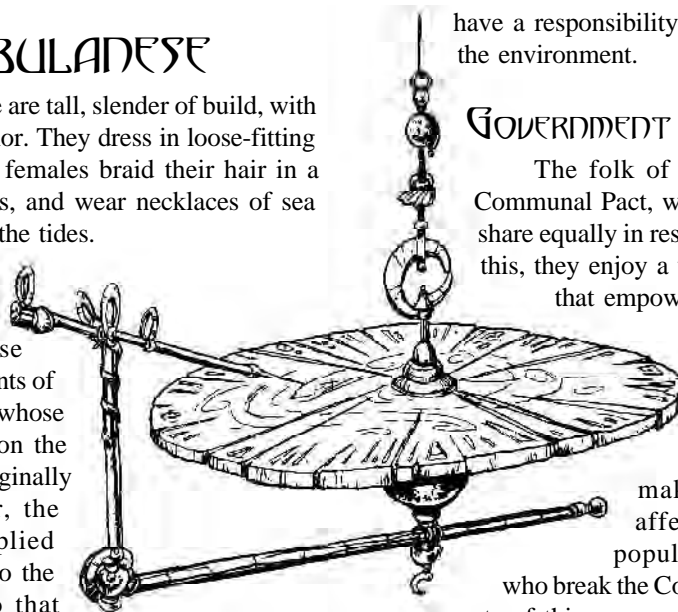 BULANESE
e are tall, slender of build, with
lor. They dress in loose-fitting
females braid their hair in a
s, and wear necklaces of sea
the tides.
se
nts of
whose
on the
ginally
r, the
plied
o the
o that
have a responsibility
the environment.
GOVERNMENT
The folk of
Communal Pact, w
share equally in res
this, they enjoy a
that empow
mal
affe
popul
who break the Co